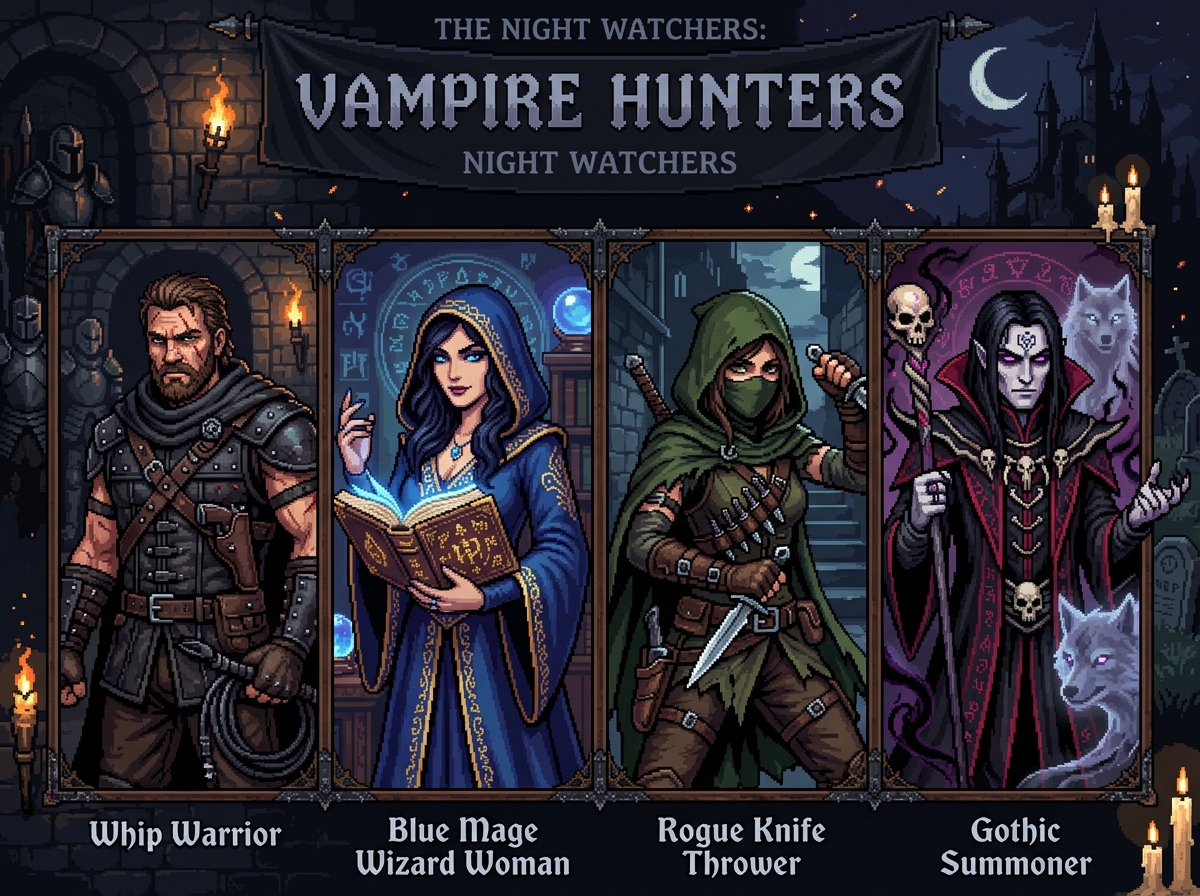 THE NIGHT WATCHERS:
VAMPIRE HUNTERS
NIGHT WATCHERS
Whip Warrior
Blue Mage
Wizard Woman
Rogue Knife
Thrower
Gothic
Summoner